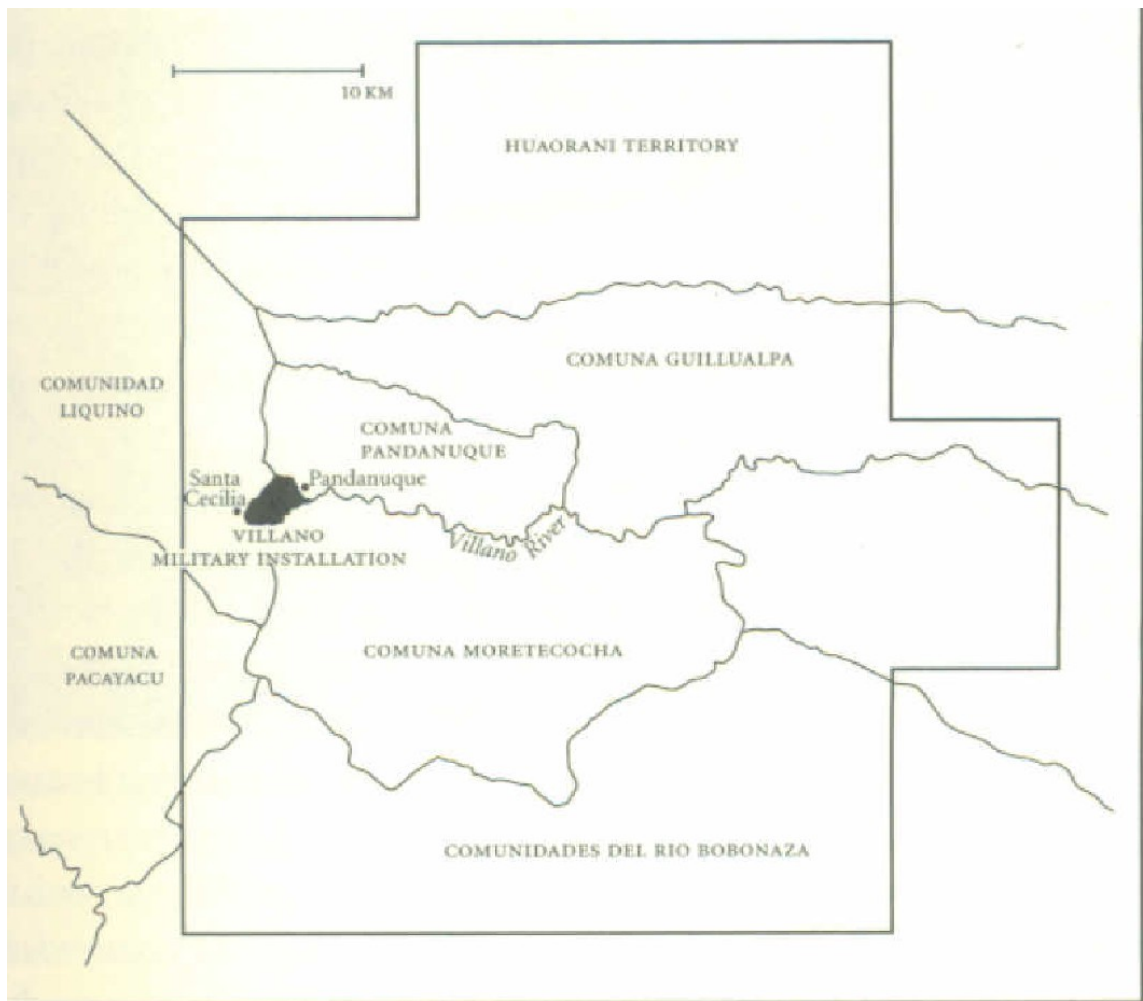 10 KM
HUAORANI TERRITORY
COMUNA GUILLUALPA
COMUNIDAD
LIQUINO
COMUNA
PANDANUQUE
Santa
Cecilia
Pandanuque
VILLANO
MILITARY INSTALLATION
Villano River
COMUNA MORETECOCHA
COMUNA
PACAYACU
COMUNIDADES DEL RIO BOBONAZA